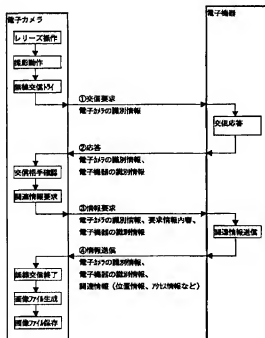 電子カメラ
電子機器
レリーズ操作
撮影動作
無線交信トライ
①交信要求
電子カメラの識別情報
交信応答
②応答
電子カメラの識別情報、
電子機器の識別情報
交信相手確認
関連情報要求
③情報要求
電子カメラの識別情報、要求情報内容、
電子機器の識別情報
関連情報送信
④情報送信
電子カメラの識別情報、
電子機器の識別情報、
関連情報（位置情報、アクセス情報など）
無線交信終了
画像ファイル生成
画像ファイル保存